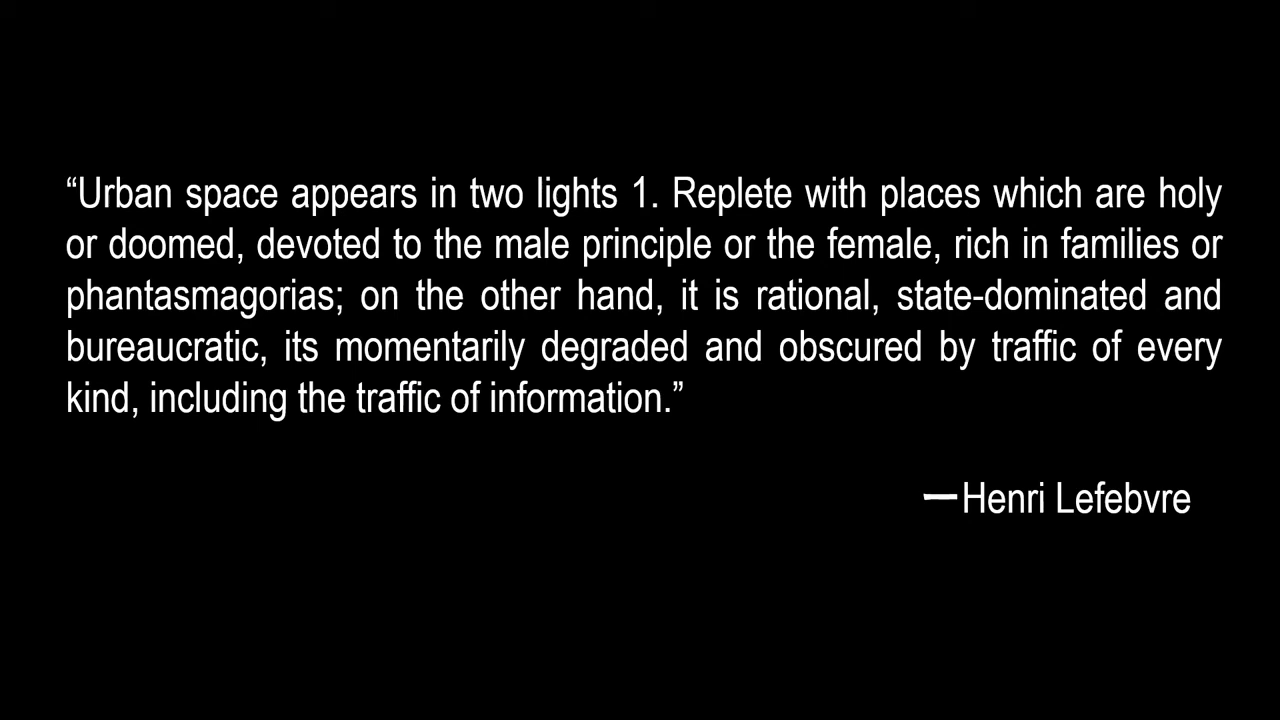 “Urban space appears in two lights 1. Replete with places which are holy
or doomed, devoted to the male principle or the female, rich in families or
phantasmagorias; on the other hand, it is rational, state-dominated and
bureaucratic, its momentarily degraded and obscured by traffic of every
kind, including the traffic of information.”
—Henri Lefebvre